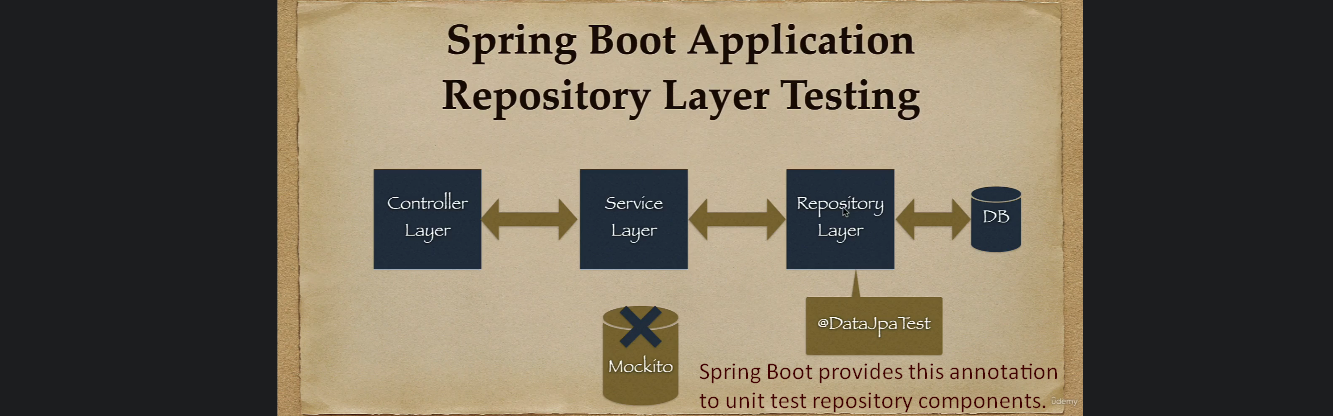 Spring Boot Application
Repository Layer Testing
Controller
Layer
Service
Layer
Repository
Layer
DB
@DataJpaTest
Mockito
Spring Boot provides this annotation
to unit test repository components.
ûdemy